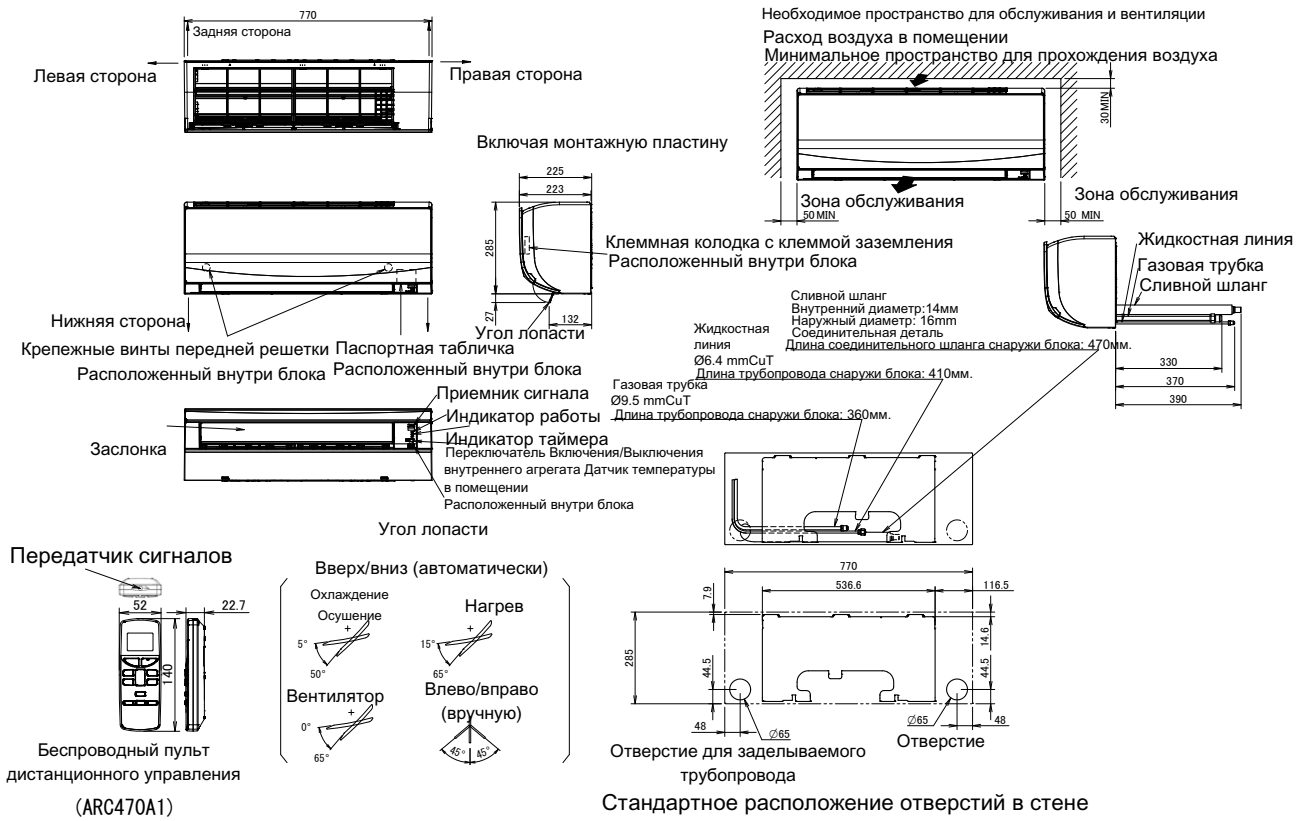 770
Задняя сторона
Левая сторона
Правая сторона
Необходимое пространство для обслуживания и вентиляции
Расход воздуха в помещении
Минимальное пространство для прохождения воздуха
30MIN
Зона обслуживания
Зона обслуживания
50MIN
50 MIN
Включая монтажную пластину
225
223
285
27
132
Клеммная колодка с клеммой заземления
Расположенный внутри блока
Угол лопасти
Нижняя сторона
Крепежные винты передней решетки
Расположенный внутри блока
Паспортная табличка
Расположенный внутри блока
Жидкостная линия
Газовая трубка
Сливной шланг
330
370
390
Сливной шланг
Внутренний диаметр:14мм
Наружный диаметр: 16mm
Соединительная деталь
Длина соединительного шланга снаружи блока: 470мм.
Жидкостная
линия
Ø6.4 mmCuT
Длина трубопровода снаружи блока: 410мм.
Газовая трубка
Ø9.5 mmCuT
Длина трубопровода снаружи блока: 360мм.
Заслонка
Приемник сигнала
Индикатор работы
Индикатор таймера
Переключатель Включения/Выключения
внутреннего агрегата Датчик температуры
в помещении
Расположенный внутри блока
Передатчик сигналов
52
22.7
140
Беспроводный пульт
дистанционного управления
(ARC470A1)
Угол лопасти
Вверх/вниз (автоматически)
Охлаждение
Осушение
+
5°
50°
Нагрев
+
15°
65°
Вентилятор
+
0°
65°
Влево/вправо
(вручную)
45°
45°
770
536.6
116.5
7.9
285
44.5
14.6
44.5
48
Ø65
Ø65
48
Отверстие для заделываемого
трубопровода
Отверстие
Стандартное расположение отверстий в стене